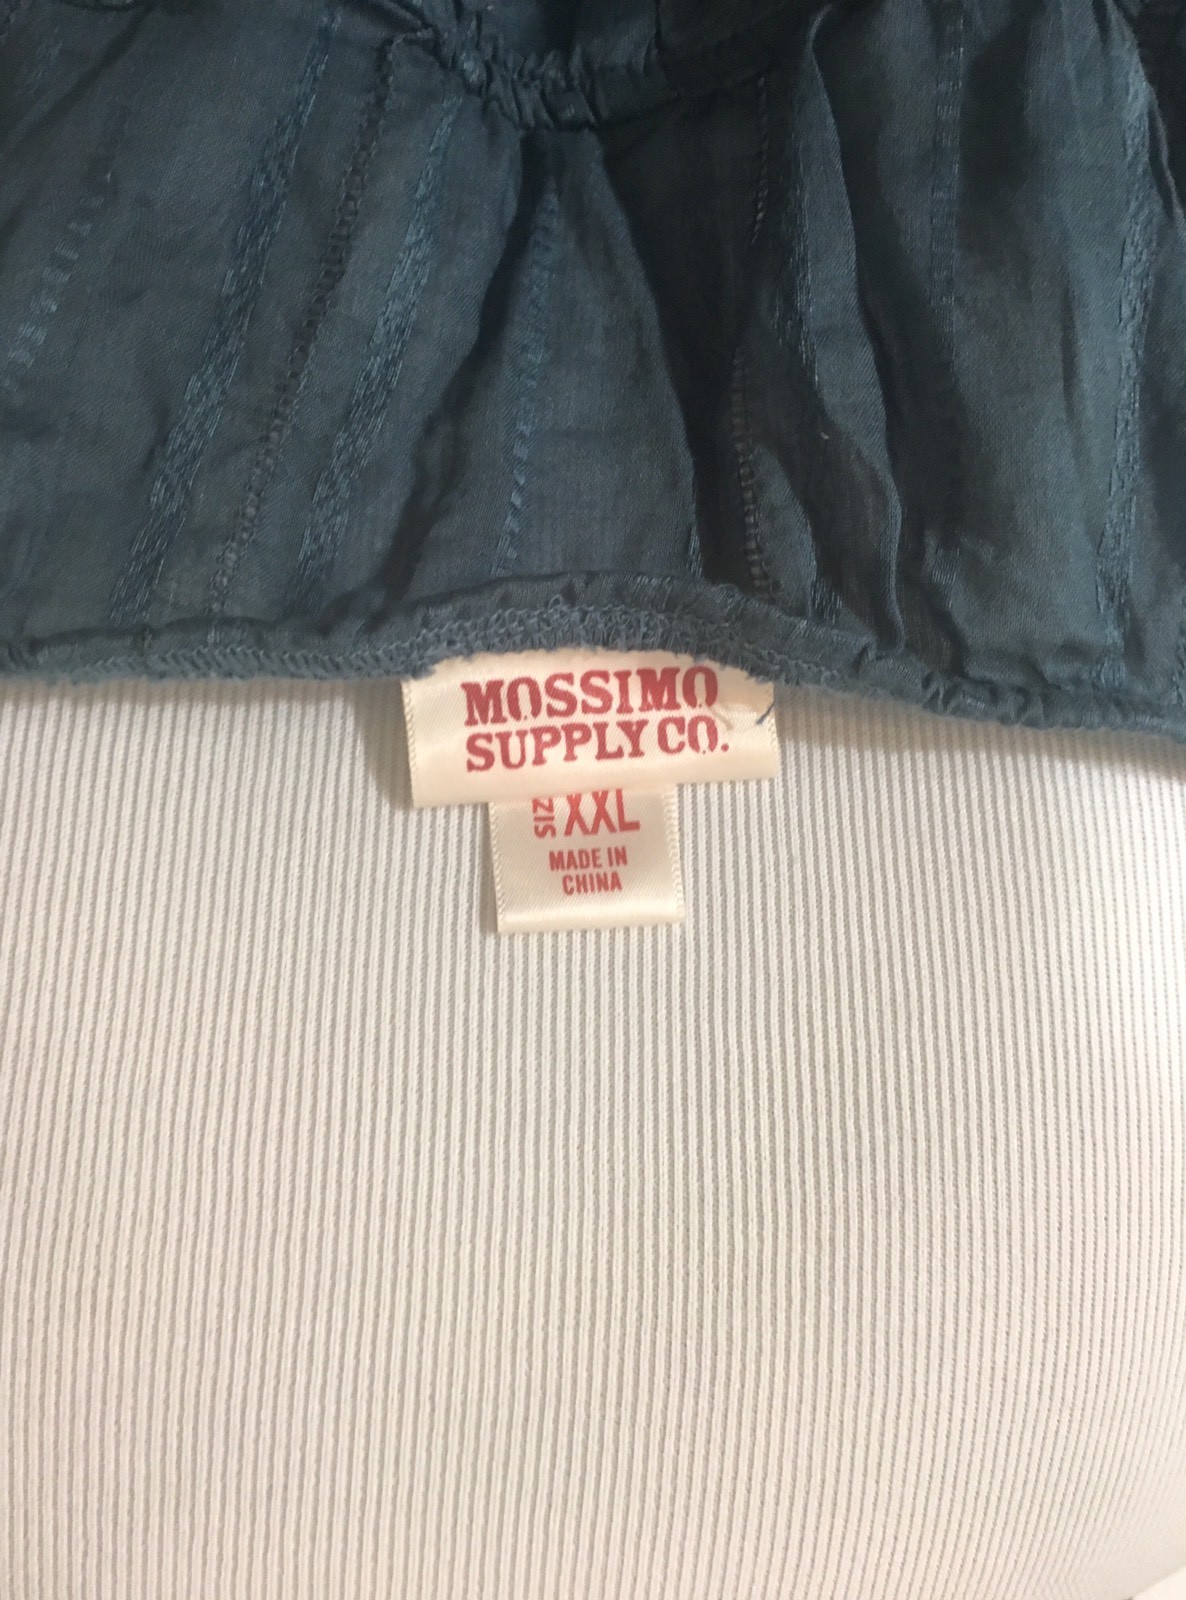 MOSSIMO
SUPPLY CO.
SIZE XXL
MADE IN
CHINA